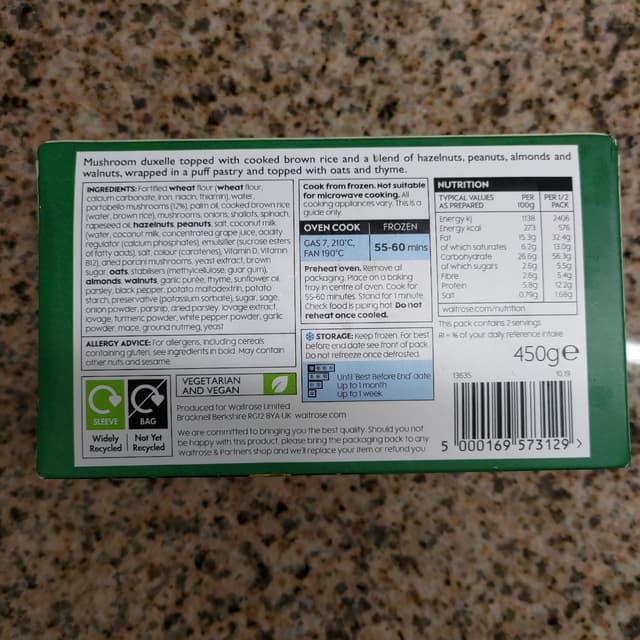 Mushroom duxelle topped with cooked brown rice and a blend of hazelnuts, peanuts, almonds and
walnuts, wrapped in a puff pastry and topped with oats and thyme.
INGREDIENTS: Fortified wheat flour (wheat flour,
calcium carbonate, iron, niacin, thiamin), water,
portobello mushrooms (12%), palm oil, cooked brown rice
(water, brown rice), mushrooms, onions, shallots, spinach,
rapeseed oil, hazelnuts, peanuts, salt, coconut milk
(water, coconut milk, concentrated grape juice, acidity
regulator (calcium phosphates), emulsifier (sucrose esters
of fatty acids), salt, colour (carotenes), Vitamin D, Vitamin
B12), dried porcini mushrooms, yeast extract, brown
sugar, oats, stabilisers (methylcellulose, guar gum),
almonds, walnuts, garlic purée, thyme, sunflower oil,
parsley, black pepper, potato maltodextrin, potato
starch, preservative (potassium sorbate), sugar, sage,
onion powder, parsnip, dried parsley, lovage extract,
lovage, turmeric powder, white pepper powder, garlic
powder, mace, ground nutmeg, yeast
ALLERGY ADVICE: For allergens, including cereals
containing gluten, see ingredients in bold. May contain
other nuts and sesame.
SLEEVE
Widely
Recycled
BAG
Not Yet
Recycled
VEGETARIAN
AND VEGAN
Produced for Waitrose Limited
Bracknell Berkshire RG12 8YA UK waitrose.com
We are committed to bringing you the best quality. Should you not
be happy with this product, please bring the packaging back to any
Waitrose & Partners shop and we'll replace your item or refund you
Cook from frozen. Not suitable
for microwave cooking. All
cooking appliances vary. This is a
guide only.
OVEN COOK FROZEN
GAS 7, 210°C,
FAN 190°C
55-60 mins
Preheat oven. Remove all
packaging. Place on a baking
tray in centre of oven. Cook for
55-60 minutes. Stand for 1 minute
Check food is piping hot. Do not
reheat once cooled.
STORAGE: Keep frozen. For best
before end date see front of pack.
Do not refreeze once defrosted.
Until 'Best Before End' date
Up to 1 month
Up to 1 week
NUTRITION
TYPICAL VALUES AS PREPARED PER 100g PER 1/2 PACK
Energy kJ 1138 2406
Energy kcal 273 576
Fat 15.3g 32.4g
of which saturates 6.2g 13.0g
Carbohydrate 26.6g 56.3g
of which sugars 2.6g 5.5g
Fibre 2.6g 5.4g
Protein 5.8g 12.2g
Salt 0.79g 1.68g
waitrose.com/nutrition
This pack contains 2 servings
RI = % of your daily reference intake
450g e
13635 10.19
5 000169 573129 >